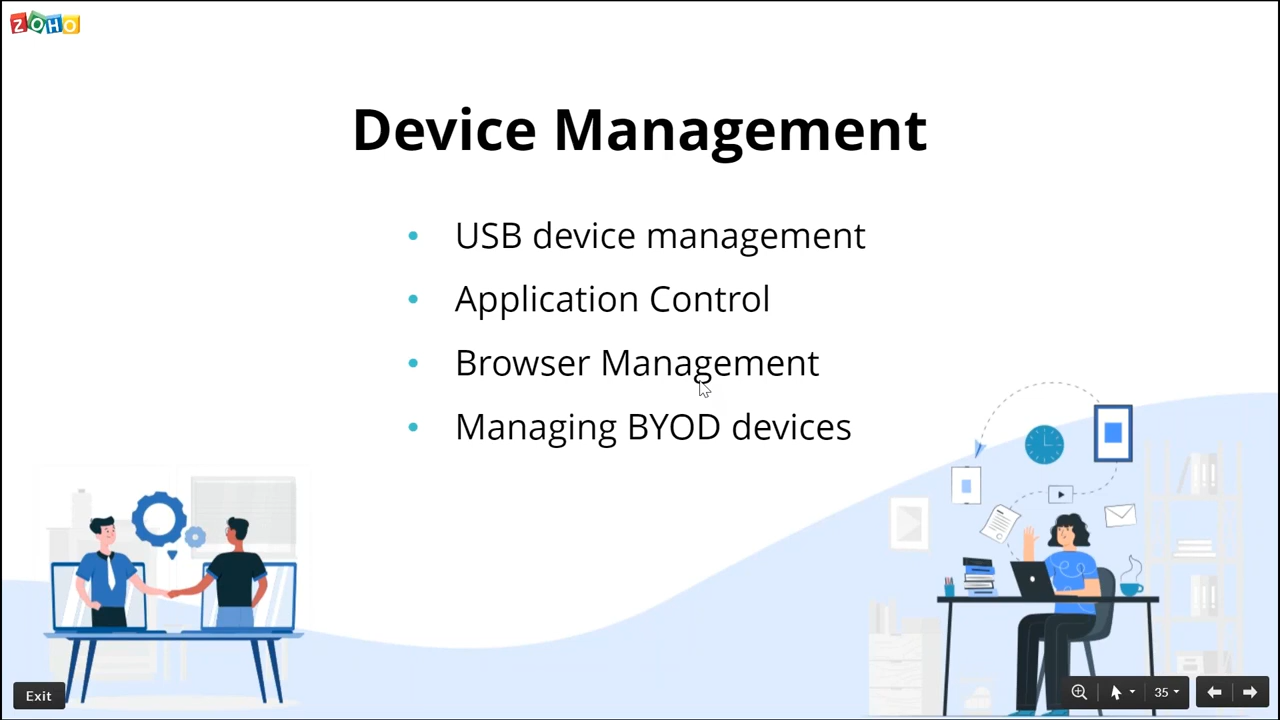 ZOHO
Device Management
• USB device management
• Application Control
• Browser Management
• Managing BYOD devices
Exit
35